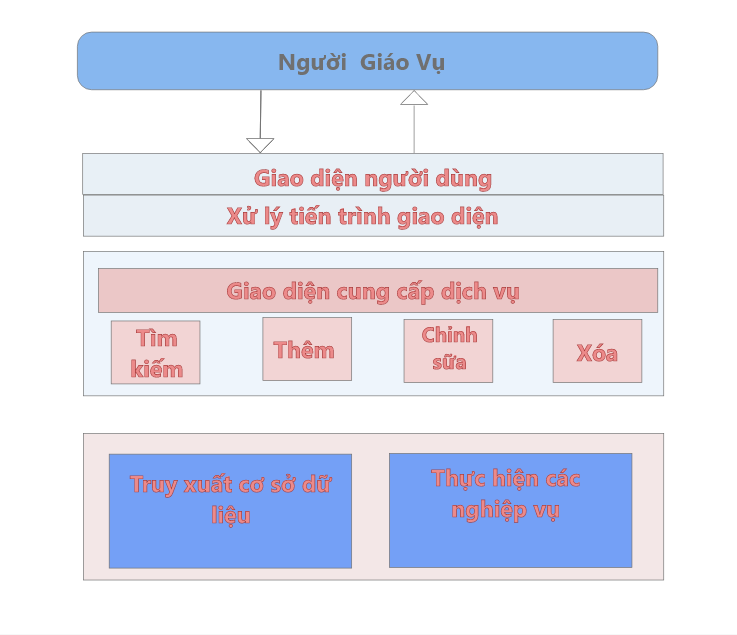 Người  Giáo Vụ
Giao diện người dùng
Xử lý tiến trình giao diện
Giao diện cung cấp dịch vụ
Tìm
kiếm
Thêm
Chỉnh
sữa
Xóa
Truy xuất cơ sở dữ
liệu
Thực hiện các
nghiệp vụ